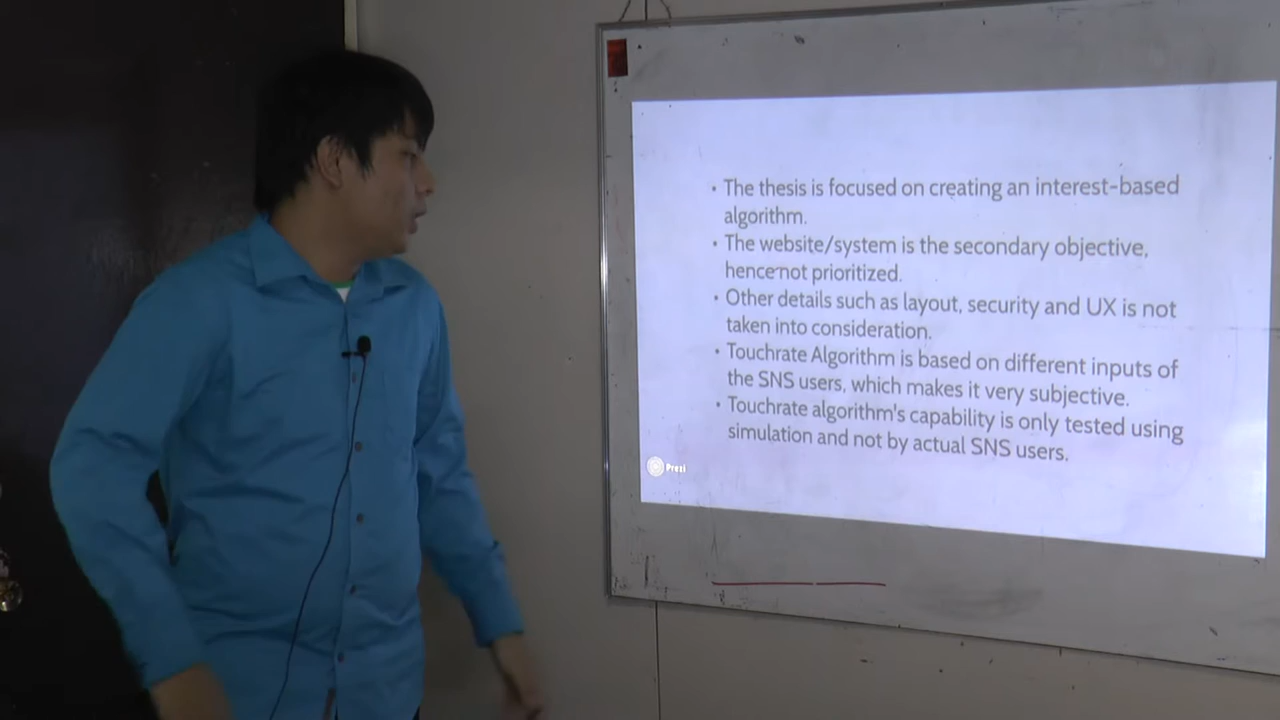 • The thesis is focused on creating an interest-based
algorithm.
• The website/system is the secondary objective,
hence not prioritized.
• Other details such as layout, security and UX is not
taken into consideration.
• Touchrate Algorithm is based on different inputs of
the SNS users, which makes it very subjective.
• Touchrate algorithm's capability is only tested using
simulation and not by actual SNS users.
Prezi